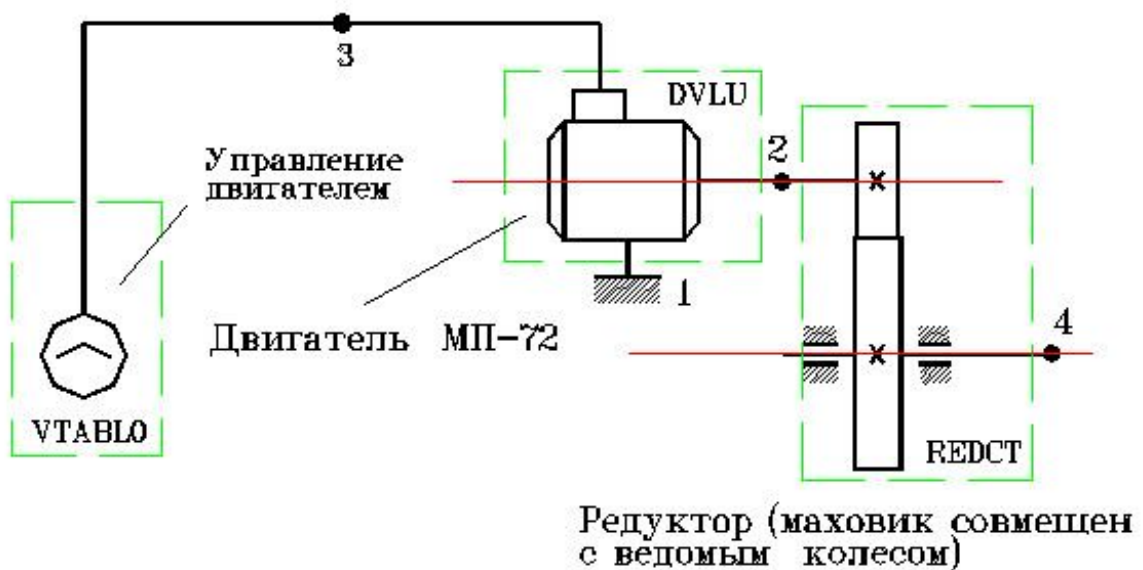 3
DVLU
2
Управление
двигателем
1
Двигатель МП-72
4
VTABLO
REDCT
Редуктор (маховик совмещен
с ведомым колесом)